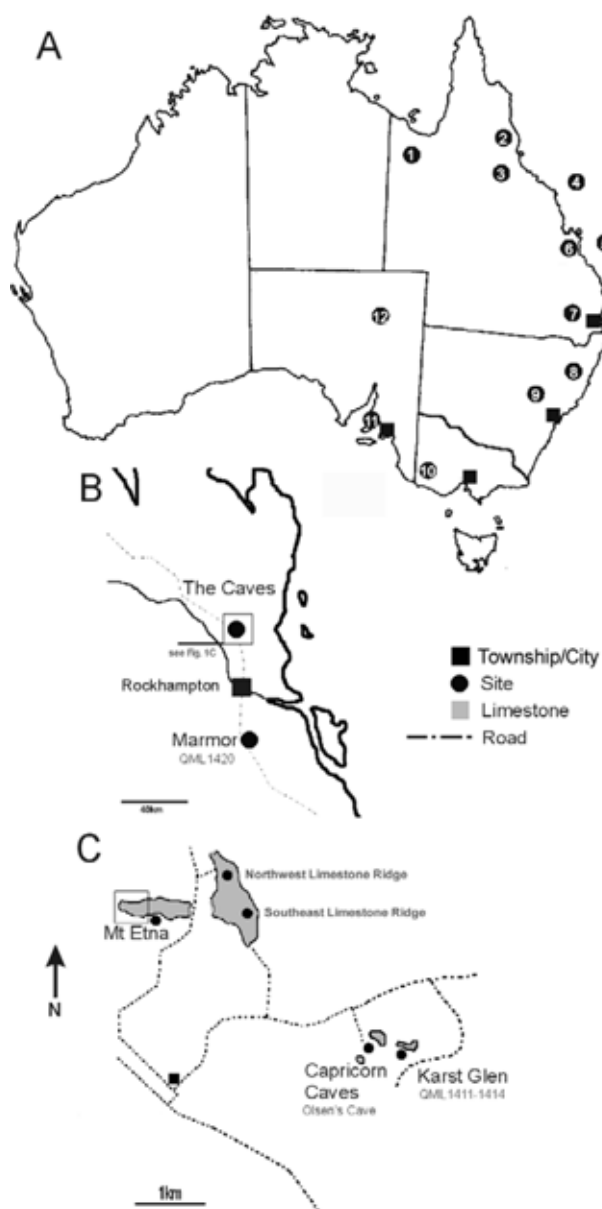 A
1
2
3
4
6
7
8
9
10
11
12
B
The Caves
see Fig. 1C
Rockhampton
Marmor
QML1420
40km
Township/City
Site
Limestone
Road
C
Northwest Limestone Ridge
Southeast Limestone Ridge
Mt Etna
N
Capricorn
Caves
Olsen's Cave
Karst Glen
QML1411-1414
1km